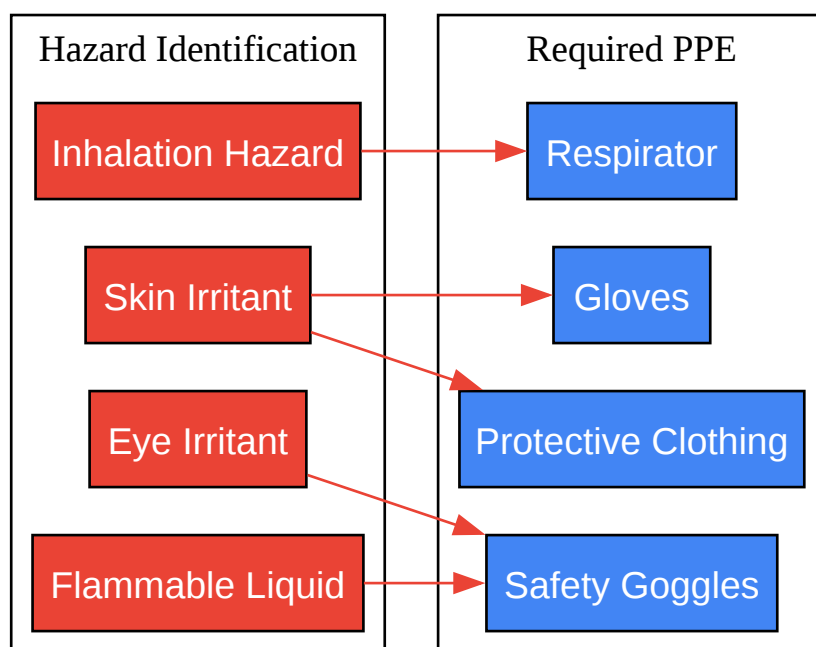 Hazard Identification
Inhalation Hazard
Skin Irritant
Eye Irritant
Flammable Liquid
Required PPE
Respirator
Gloves
Protective Clothing
Safety Goggles